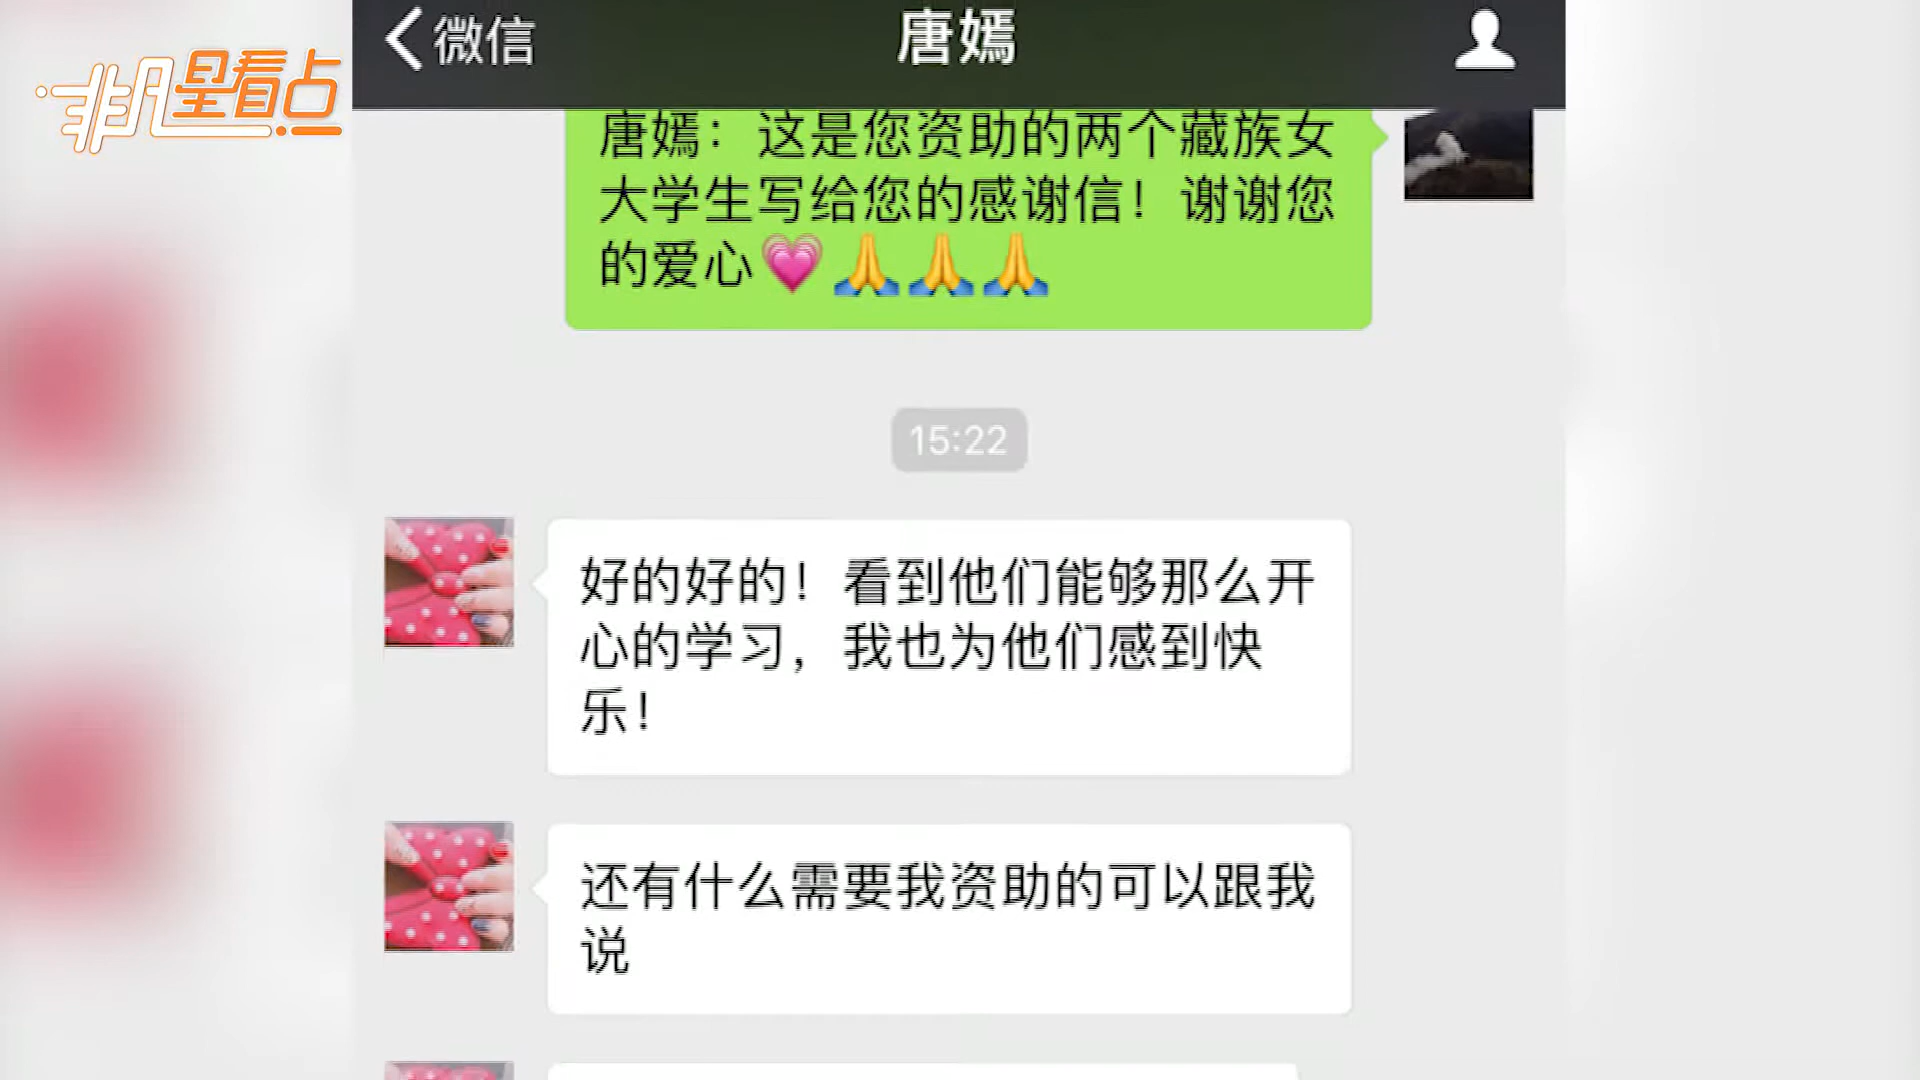 非凡星看点
微信
唐嫣
唐嫣：这是您资助的两个藏族女
大学生写给您的感谢信！谢谢您
的爱心💗🙏🙏🙏
15:22
好的好的！看到他们能够那么开
心的学习，我也为他们感到快
乐！
还有什么需要我资助的可以跟我
说